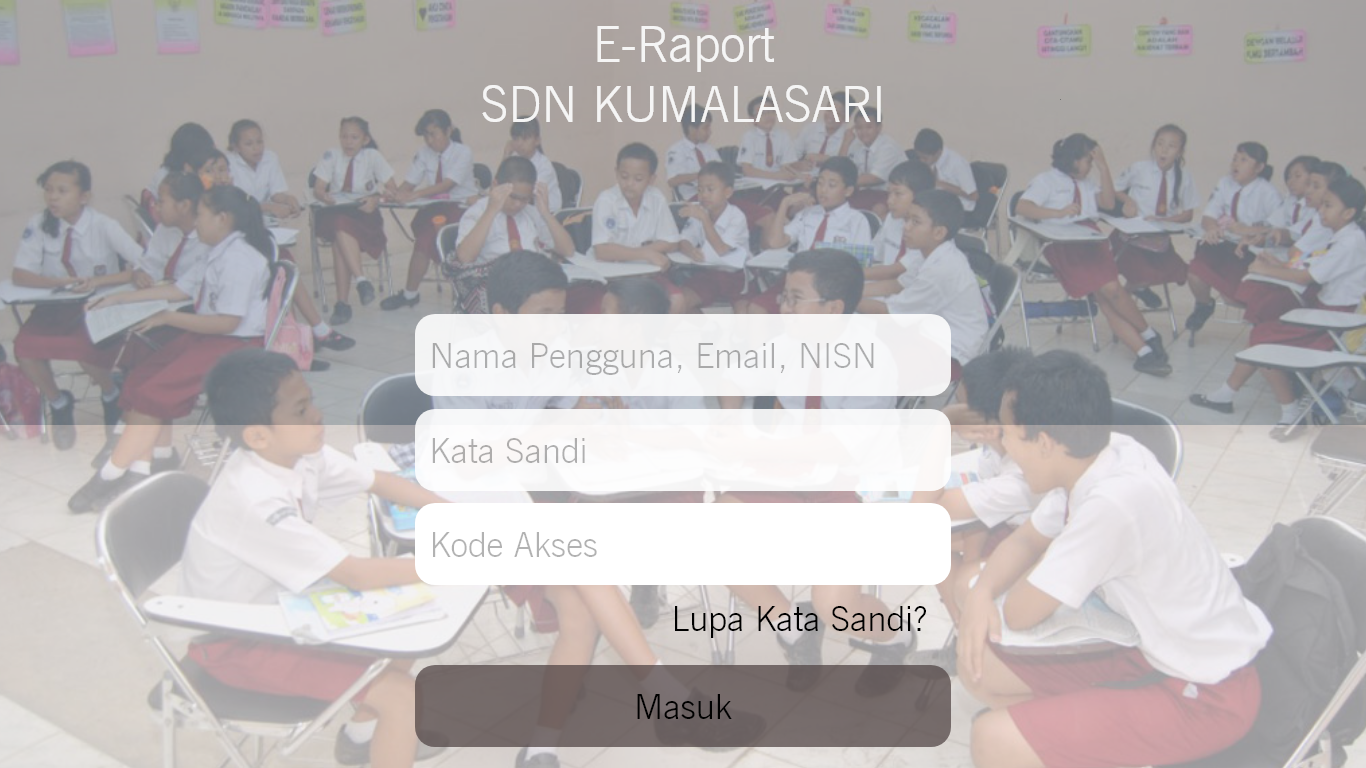 E-Raport
SDN KUMALASARI
Nama Pengguna, Email, NISN
Kata Sandi
Kode Akses
Lupa Kata Sandi?
Masuk